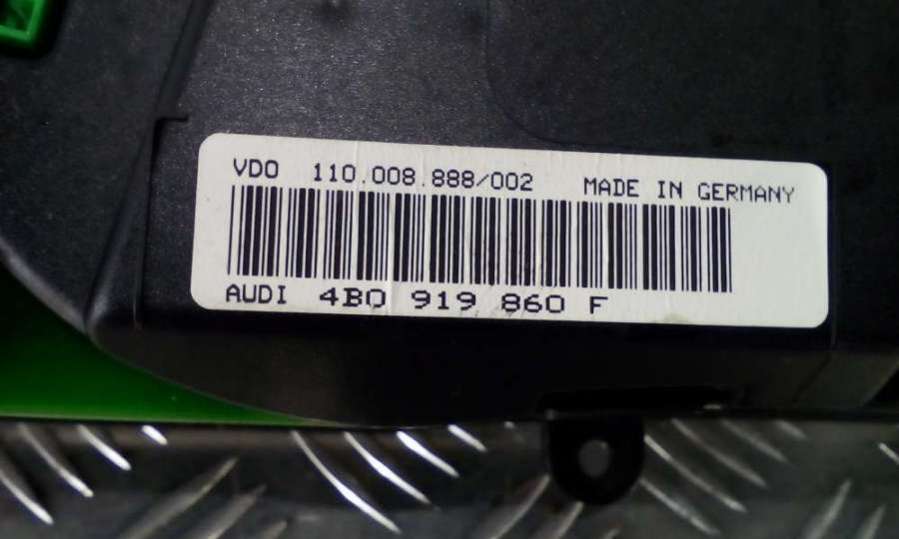 VDO 110.008.888/002 MADE IN GERMANY
AUDI 4B0 919 860 F